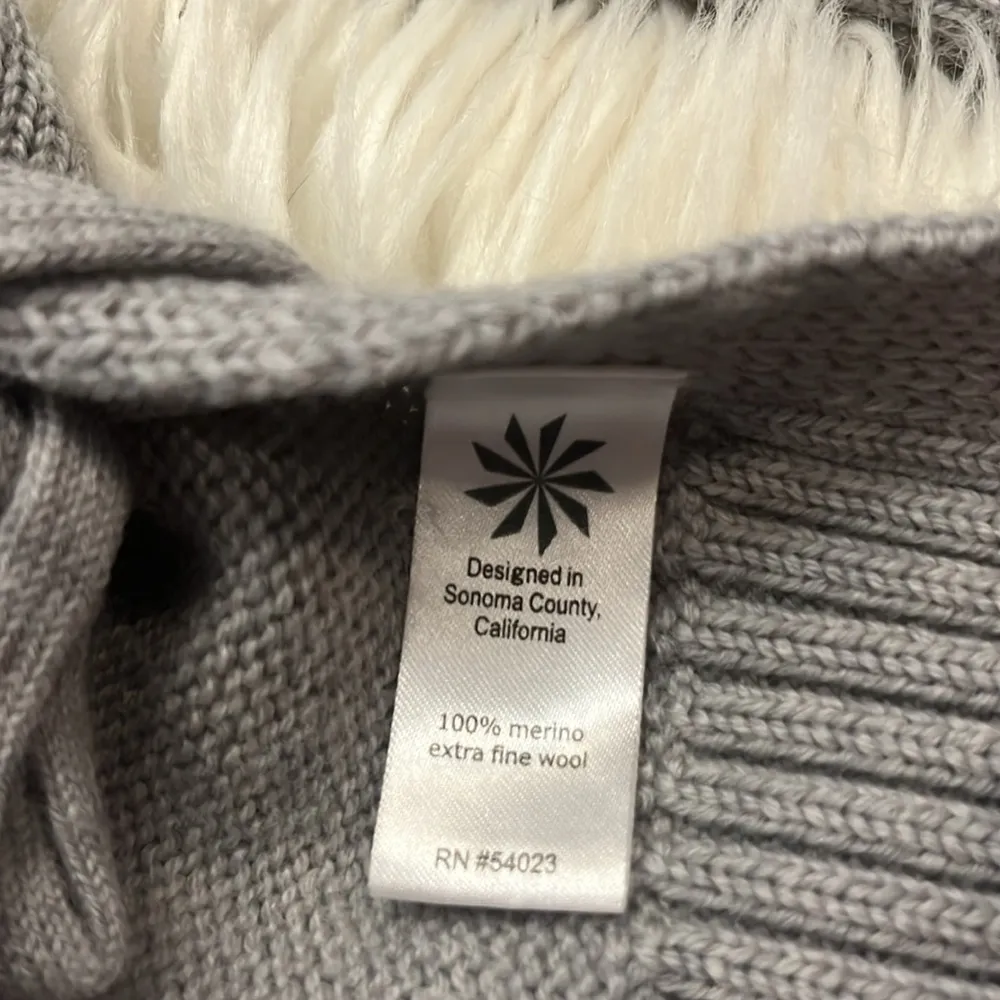 Designed in
Sonoma County,
California
100% merino
extra fine wool
RN #54023